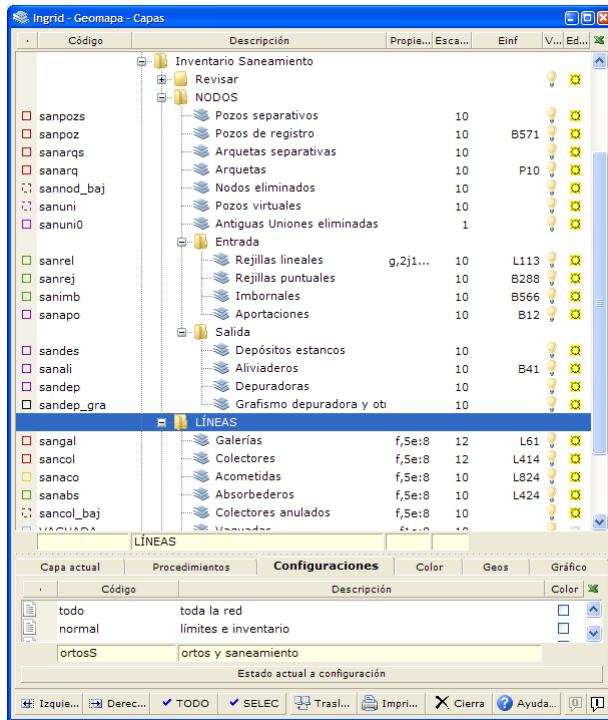 Ingrid - Geomapa - Capas
Código Descripción Propie... Esca... Einf V... Ed...
Inventario Saneamiento
Revisar
NODOS
sanpozs Pozos separativos 10
sanpoz Pozos de registro 10 B571
sanarqs Arquetas separativas 10
sanarq Arquetas 10 P10
sannod_baj Nodos eliminados 10
sanuni Pozos virtuales 10
sanuni0 Antiguas Uniones eliminadas 1
Entrada
sanrel Rejillas lineales g,2j1... 10 L113
sanrej Rejillas puntuales 10 B288
sanimb Imbornales 10 B566
sanapo Aportaciones 10 B12
Salida
sandes Depósitos estancos 10
sanali Aliviaderos 10 B41
sandep Depuradoras 10
sandep_gra Grafismo depuradora y otı 10
LÍNEAS
sangal Galerías f,5e:8 12 L61
sancol Colectores f,5e:8 12 L414
sanaco Acometidas f,5e:8 10 L824
sanabs Absorbederos f,5e:8 10 L424
sancol_baj Colectores anulados f,5e:8 10
VAGUADA Vaguadas 10
LÍNEAS
Capa actual Procedimientos Configuraciones Color Geos Gráfico
Código Descripción Color
todo toda la red
normal límites e inventario
ortosS ortos y saneamiento
Estado actual a configuración
Izquie... Derec... TODO SELEC Trasl... Impri... Cierra Ayuda...